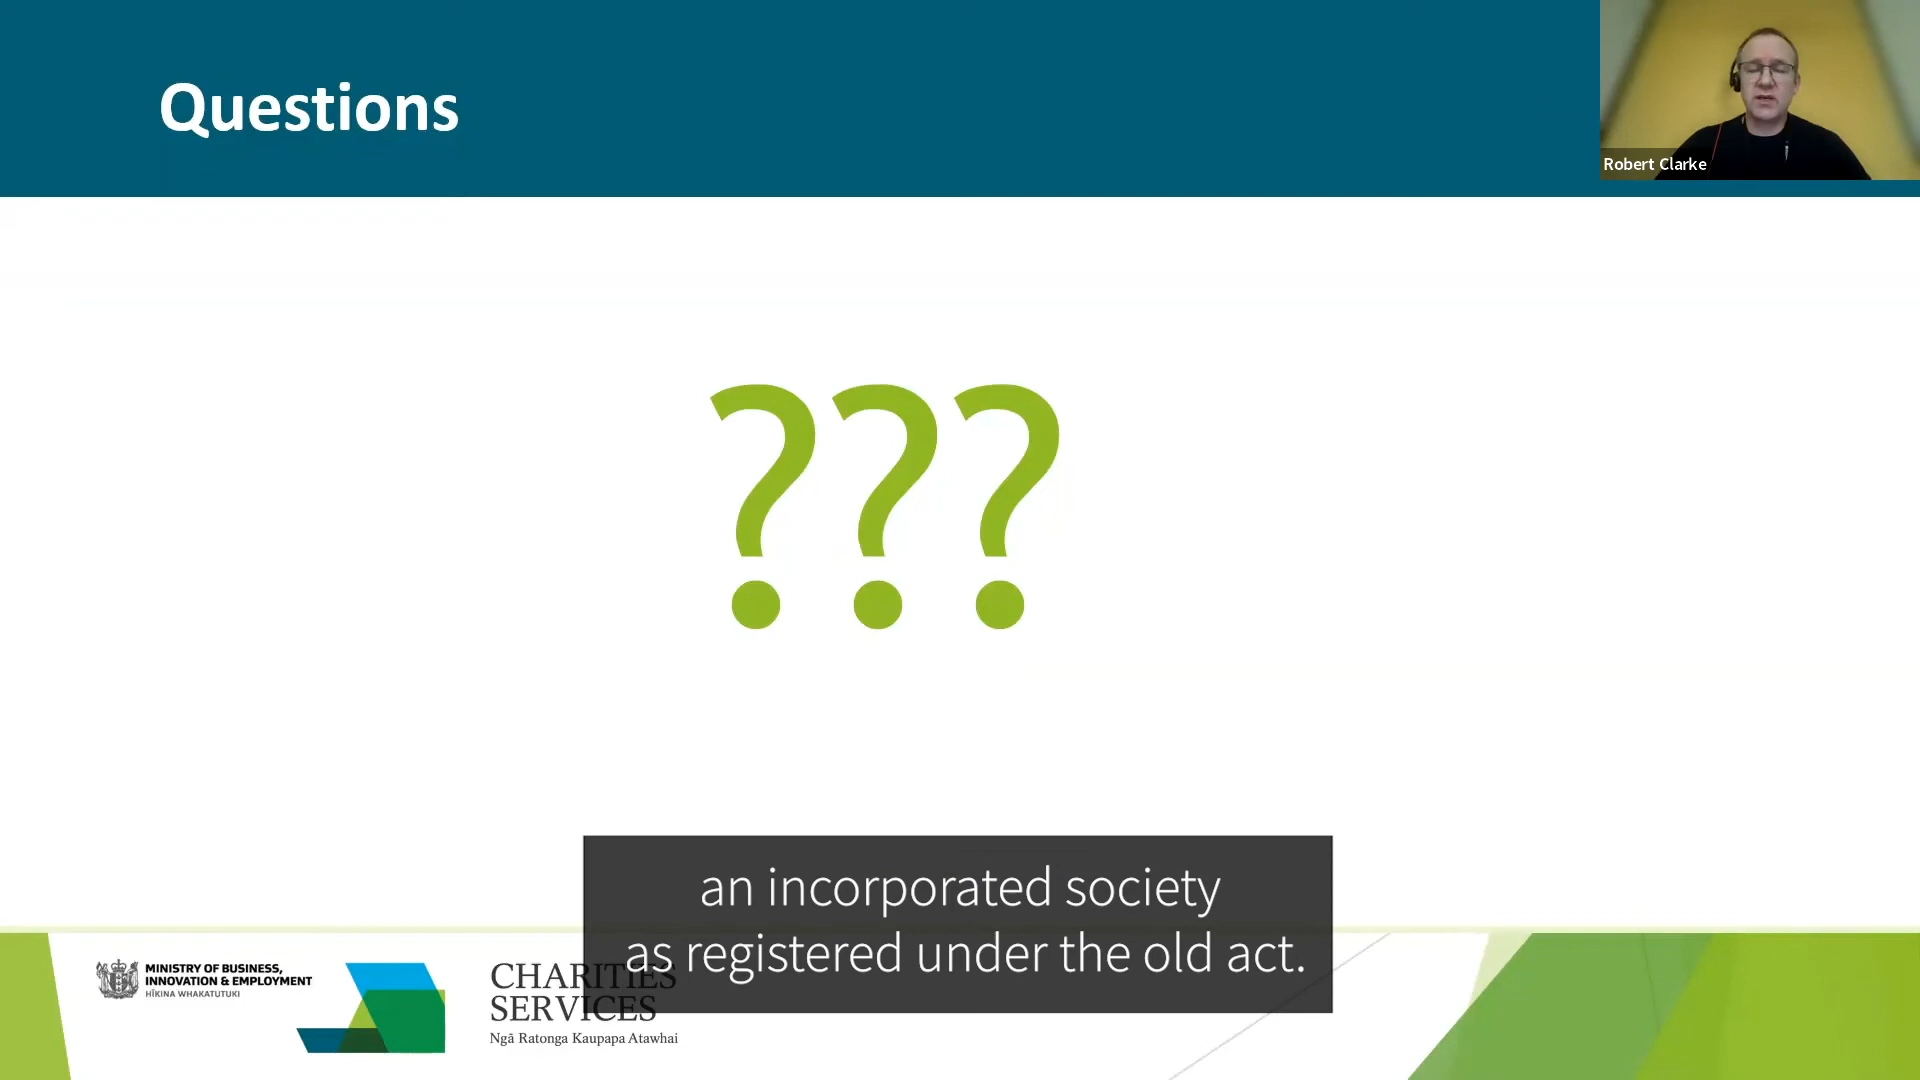 Questions
Robert Clarke
???
an incorporated society
as registered under the old act.
MINISTRY OF BUSINESS,
INNOVATION & EMPLOYMENT
HĪKINA WHAKATUTUKI
CHARITIES
SERVICES
Ngā Ratonga Kaupapa Atawhai